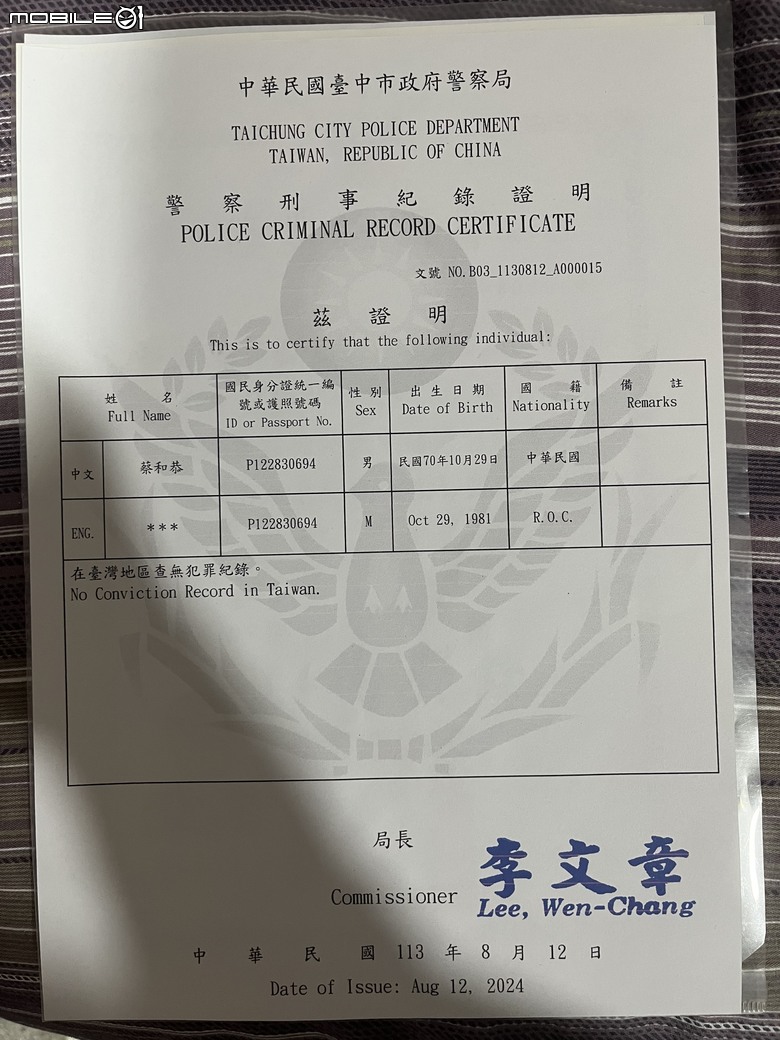 MOBILE01
中華民國臺中市政府警察局
TAICHUNG CITY POLICE DEPARTMENT
TAIWAN, REPUBLIC OF CHINA
警察刑事紀錄證明
POLICE CRIMINAL RECORD CERTIFICATE
文號 NO.B03_1130812_A000015
茲證明
This is to certify that the following individual:
姓名 Full Name
國民身分證統一編號或護照號碼 ID or Passport No.
性別 Sex
出生日期 Date of Birth
國籍 Nationality
備註 Remarks
中文 蔡和恭 P122830694 男 民國70年10月29日 中華民國
ENG. *** P122830694 M Oct 29, 1981 R.O.C.
在臺灣地區查無犯罪紀錄。
No Conviction Record in Taiwan.
局長 李文章
Commissioner Lee, Wen-Chang
中華民國 113 年 8 月 12 日
Date of Issue: Aug 12, 2024